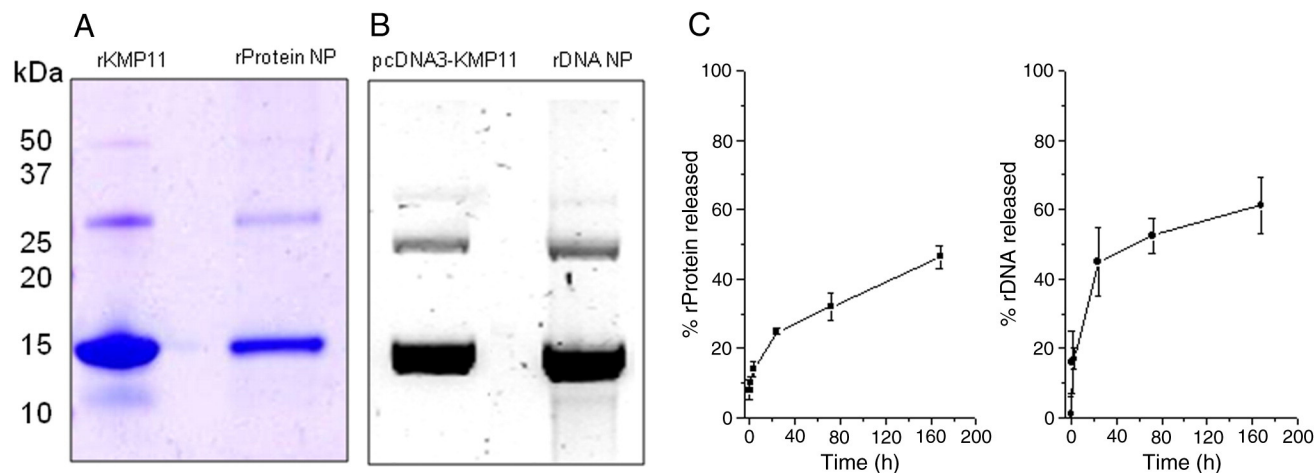 A
B
C
rKMP11
rProtein NP
pcDNA3-KMP11
rDNA NP
kDa
50
37
25
20
15
10
% rProtein released
100
80
60
40
20
0
0 40 80 120 160 200
Time (h)
% rDNA released
100
80
60
40
20
0
0 40 80 120 160 200
Time (h)